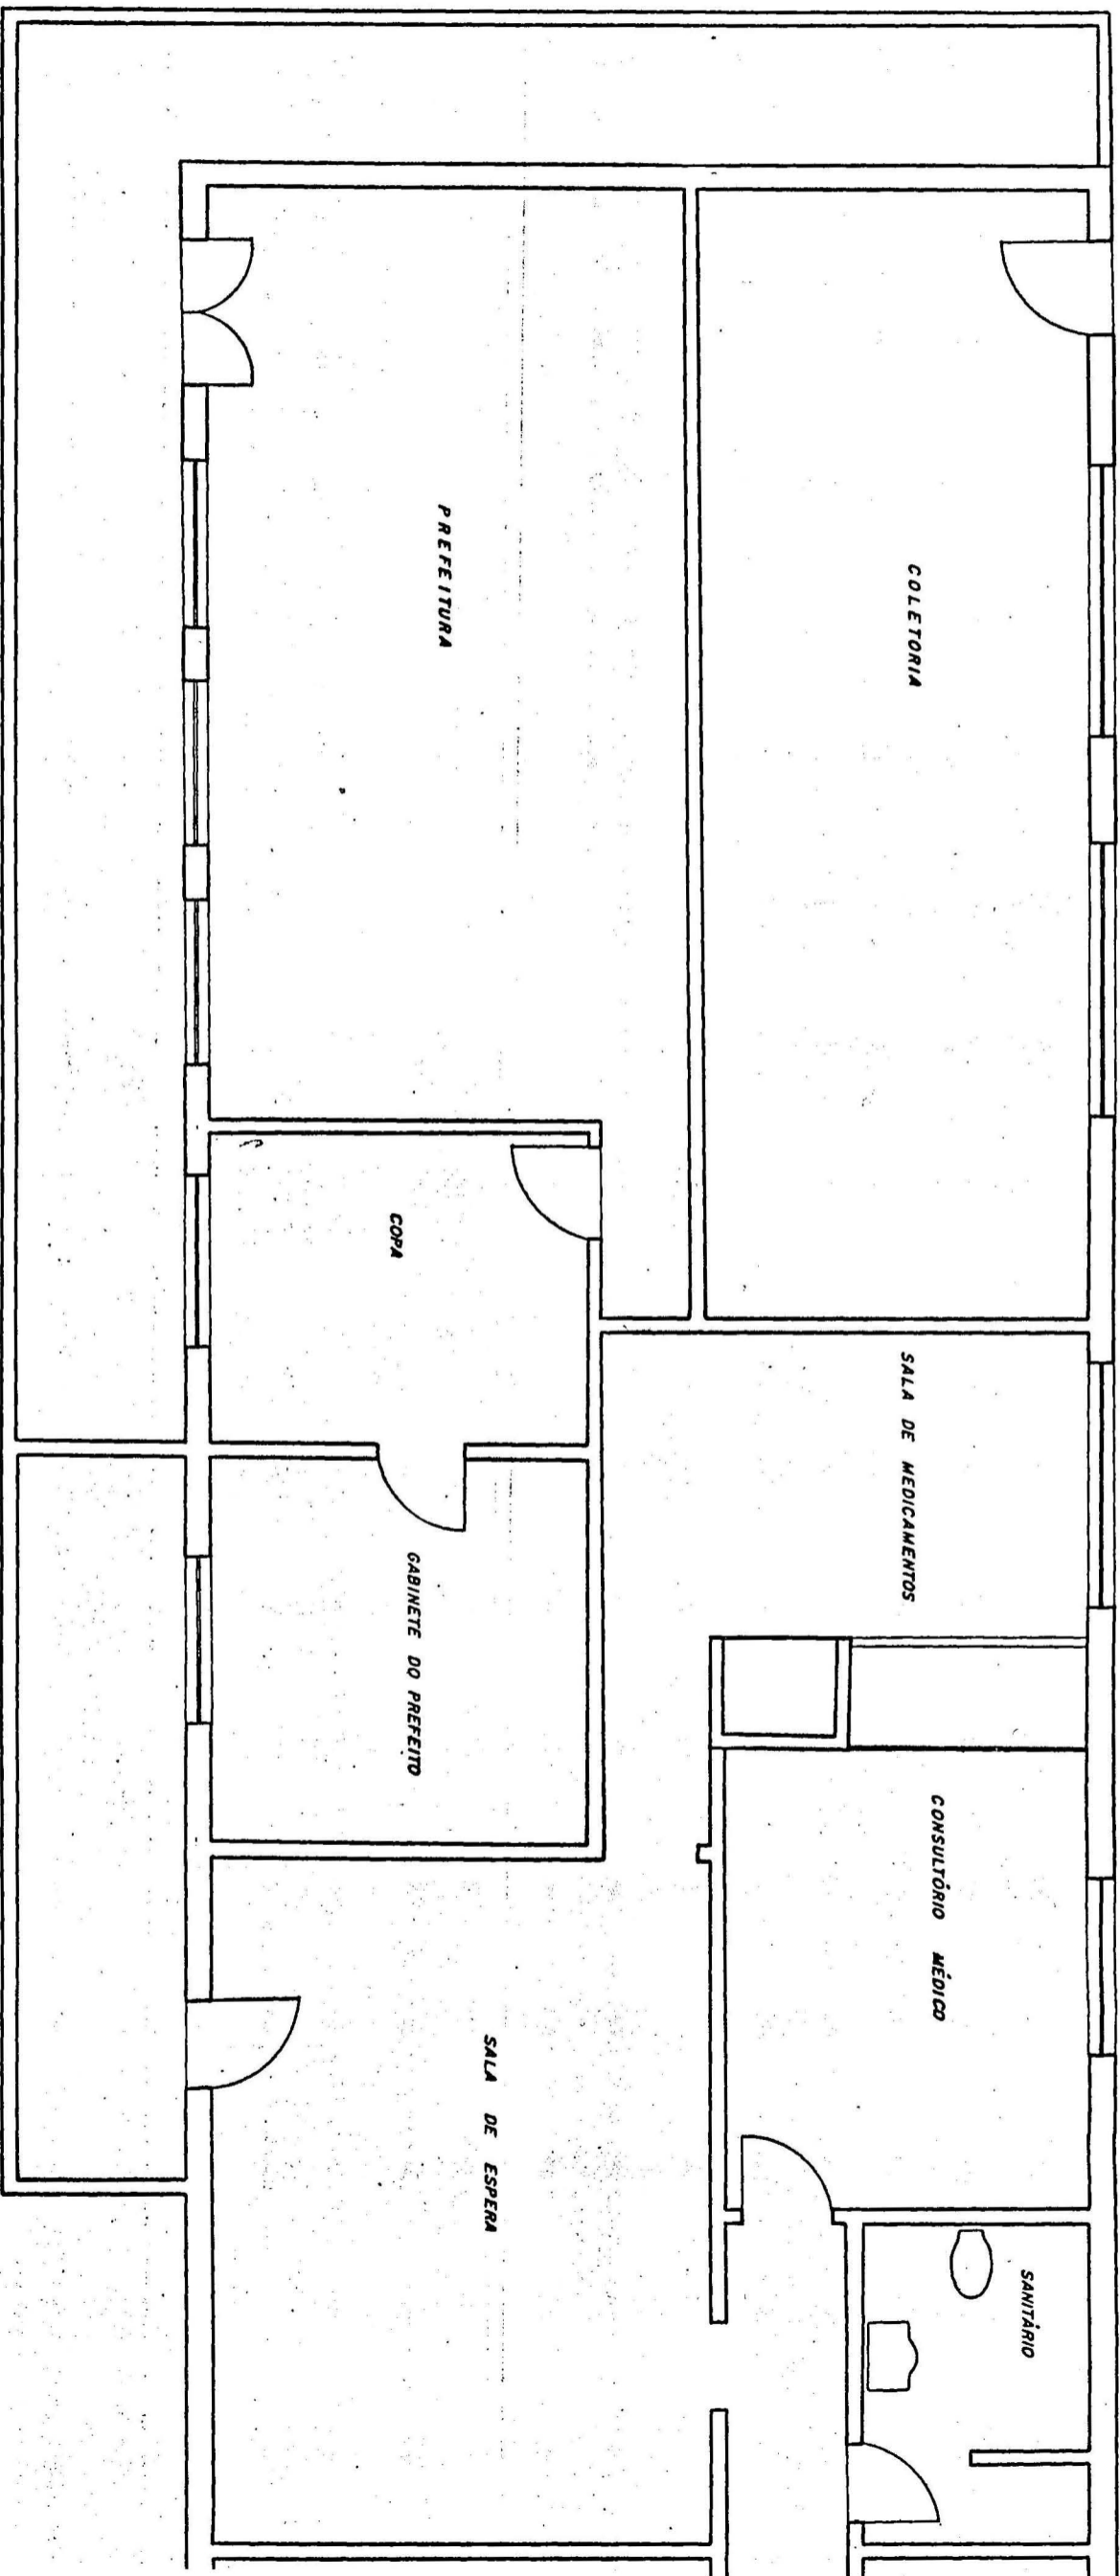 COLETORIA
PREFEITURA
COPA
SALA DE MEDICAMENTOS
GABINETE DO PREFEITO
CONSULTÓRIO MÉDICO
SALA DE ESPERA
SANITÁRIO